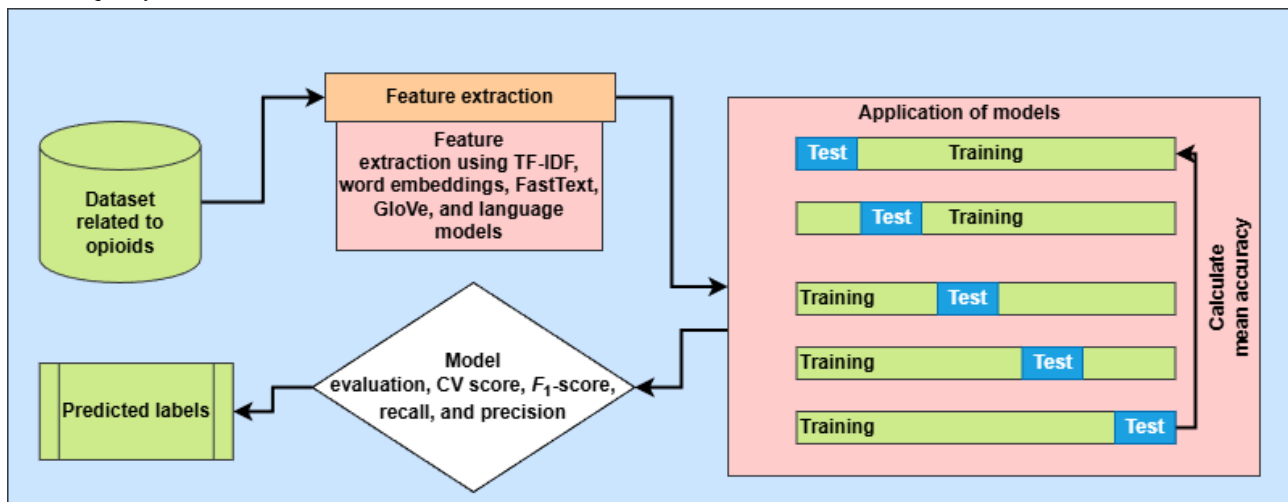 Feature extraction
Feature
extraction using TF-IDF,
word embeddings, FastText,
GloVe, and language
models
Dataset
related to
opioids
Application of models
Test Training
Test Training
Training Test
Training Test
Training Test
Calculate
mean accuracy
Model
evaluation, CV score, F₁-score,
recall, and precision
Predicted labels